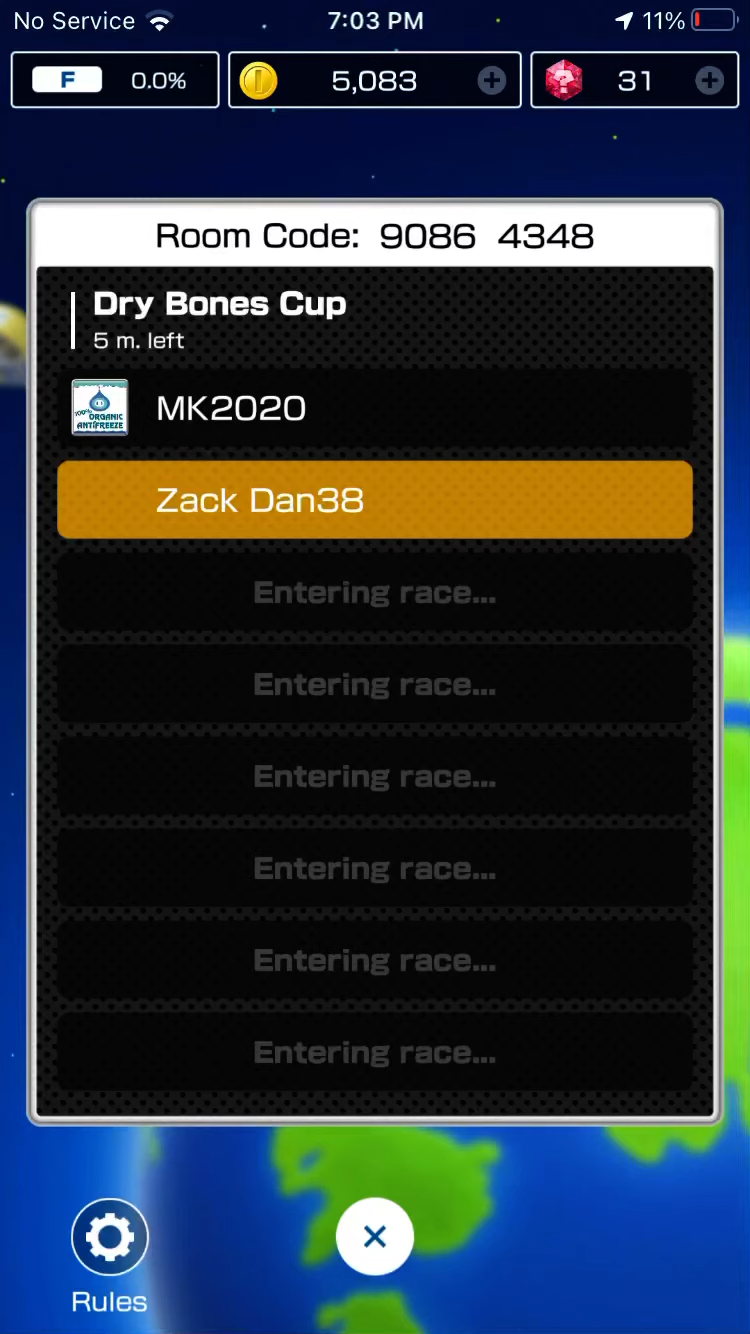 No Service 7:03 PM 11%
F 0.0% 5,083 + ? 31 +
Room Code: 9086 4348
Dry Bones Cup
5 m. left
100%
ORGANIC
ANTIFREEZE
MK2020
Zack Dan38
Entering race...
Entering race...
Entering race...
Entering race...
Entering race...
Entering race...
×
Rules